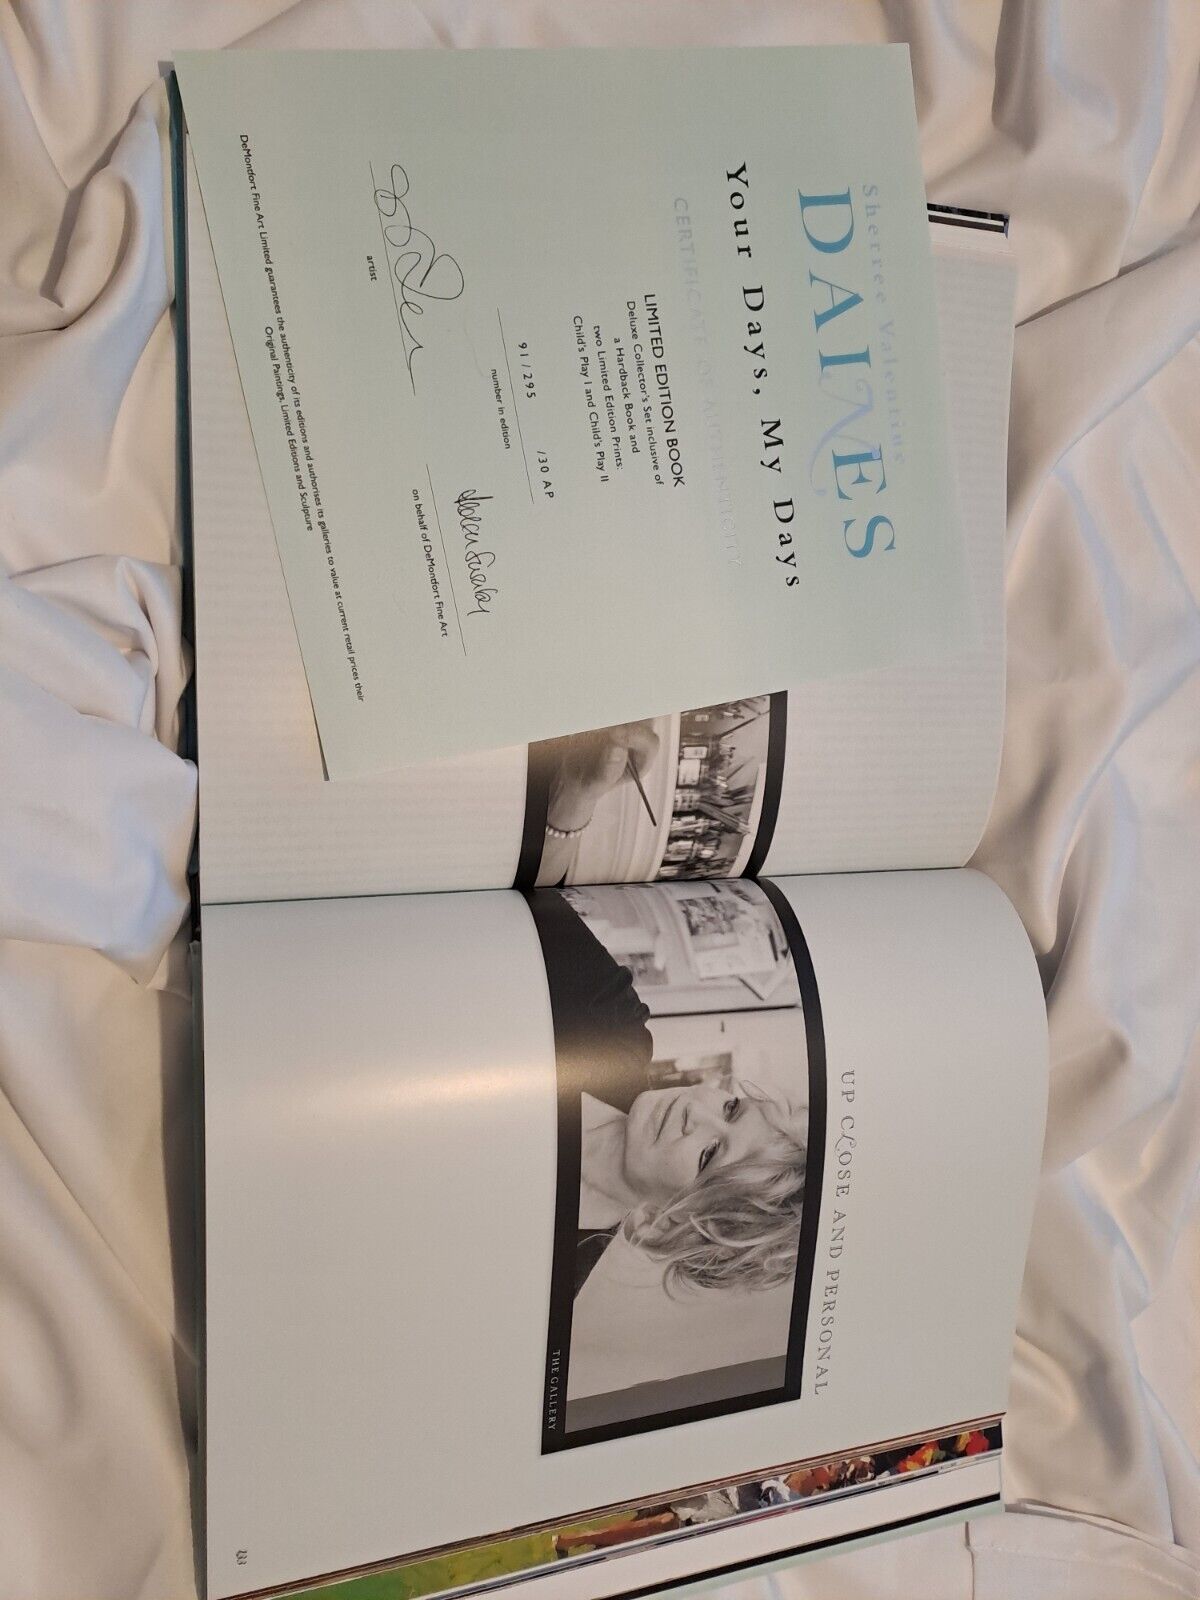 Sherree Valentine
DAINES
Your Days, My Days
CERTIFICATE OF AUTHENTICITY
LIMITED EDITION BOOK
Deluxe Collector's Set inclusive of
a Hardback Book and
two Limited Edition Prints:
Child's Play I and Child's Play II
91/295 /30 AP
number in edition
artist
on behalf of DeMontfort Fine Art
DeMontfort Fine Art Limited guarantees the authenticity of its editions and authorises its galleries to value at current retail prices their
Original Paintings, Limited Editions and Sculpture
UP CLOSE AND PERSONAL
THE GALLERY